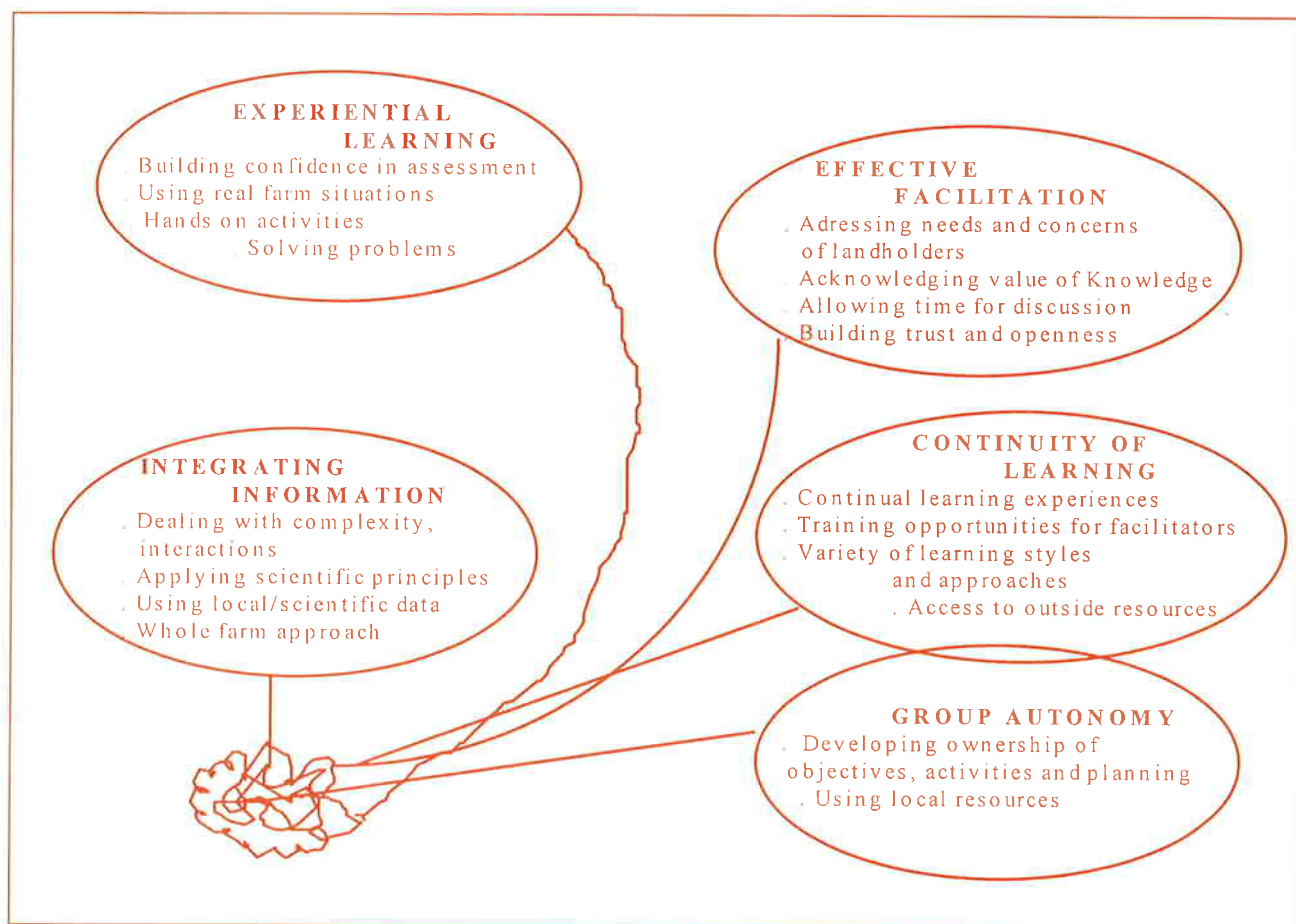 EXPERIENTIAL
LEARNING
Building confidence in assessment
Using real farm situations
Hands on activities
Solving problems
EFFECTIVE
FACILITATION
. Adressing needs and concerns
of landholders
. Acknowledging value of Knowledge
. Allowing time for discussion
. Building trust and openness
INTEGRATING
INFORMATION
. Dealing with complexity,
interactions
. Applying scientific principles
. Using local/scientific data
. Whole farm approach
CONTINUITY OF
LEARNING
. Continual learning experiences
. Training opportunities for facilitators
. Variety of learning styles
and approaches
. Access to outside resources
GROUP AUTONOMY
. Developing ownership of
objectives, activities and planning
. Using local resources